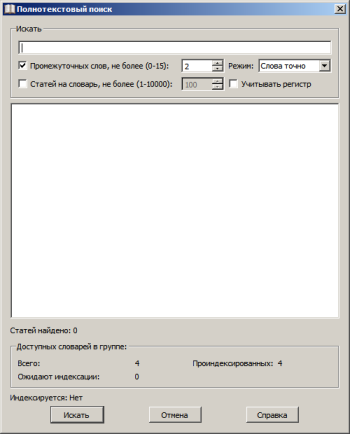 Полнотекстовый поиск
Искать
Промежуточных слов, не более (0-15): 2 Режим: Слова точно
Статей на словарь, не более (1-10000): 100 Учитывать регистр
Статей найдено: 0
Доступных словарей в группе:
Всего: 4 Проиндексированных: 4
Ожидают индексации: 0
Индексируется: Нет
Искать Отмена Справка